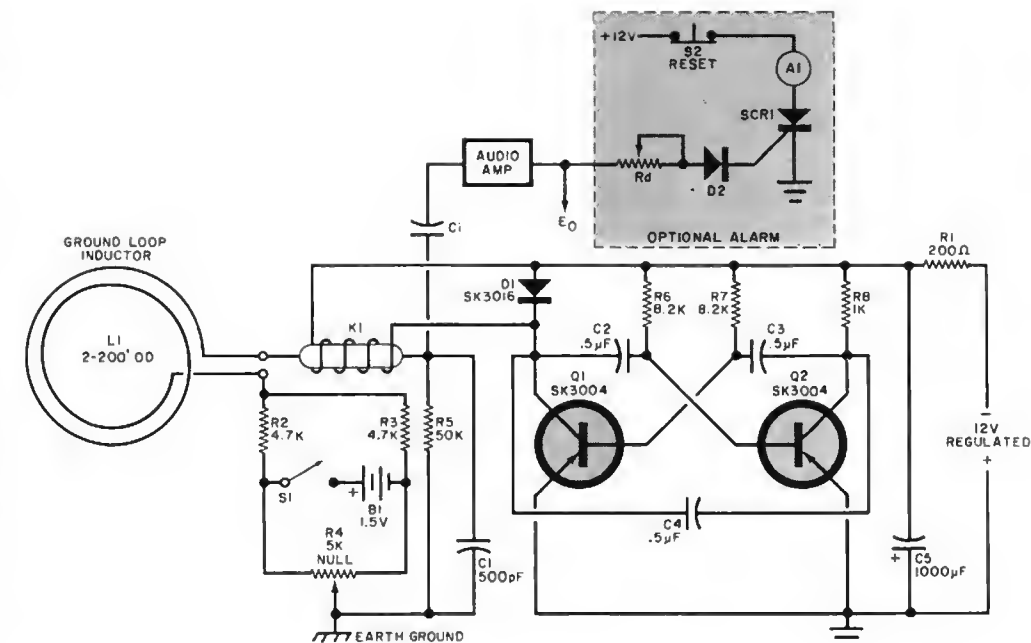 +12V
S2
RESET
A1
SCR1
AUDIO
AMP
Rd
D2
Ci
EO
OPTIONAL ALARM
GROUND LOOP
INDUCTOR
L1
2-200' OD
K1
D1
SK3016
R6
8.2K
R7
8.2K
R8
1K
R1
200Ω
C2
.5µF
C3
.5µF
Q1
SK3004
Q2
SK3004
R2
4.7K
R3
4.7K
R5
50K
−
12V
REGULATED
+
S1
+
B1
1.5V
R4
5K
NULL
C1
500pF
C4
.5µF
+
C5
1000µF
EARTH GROUND